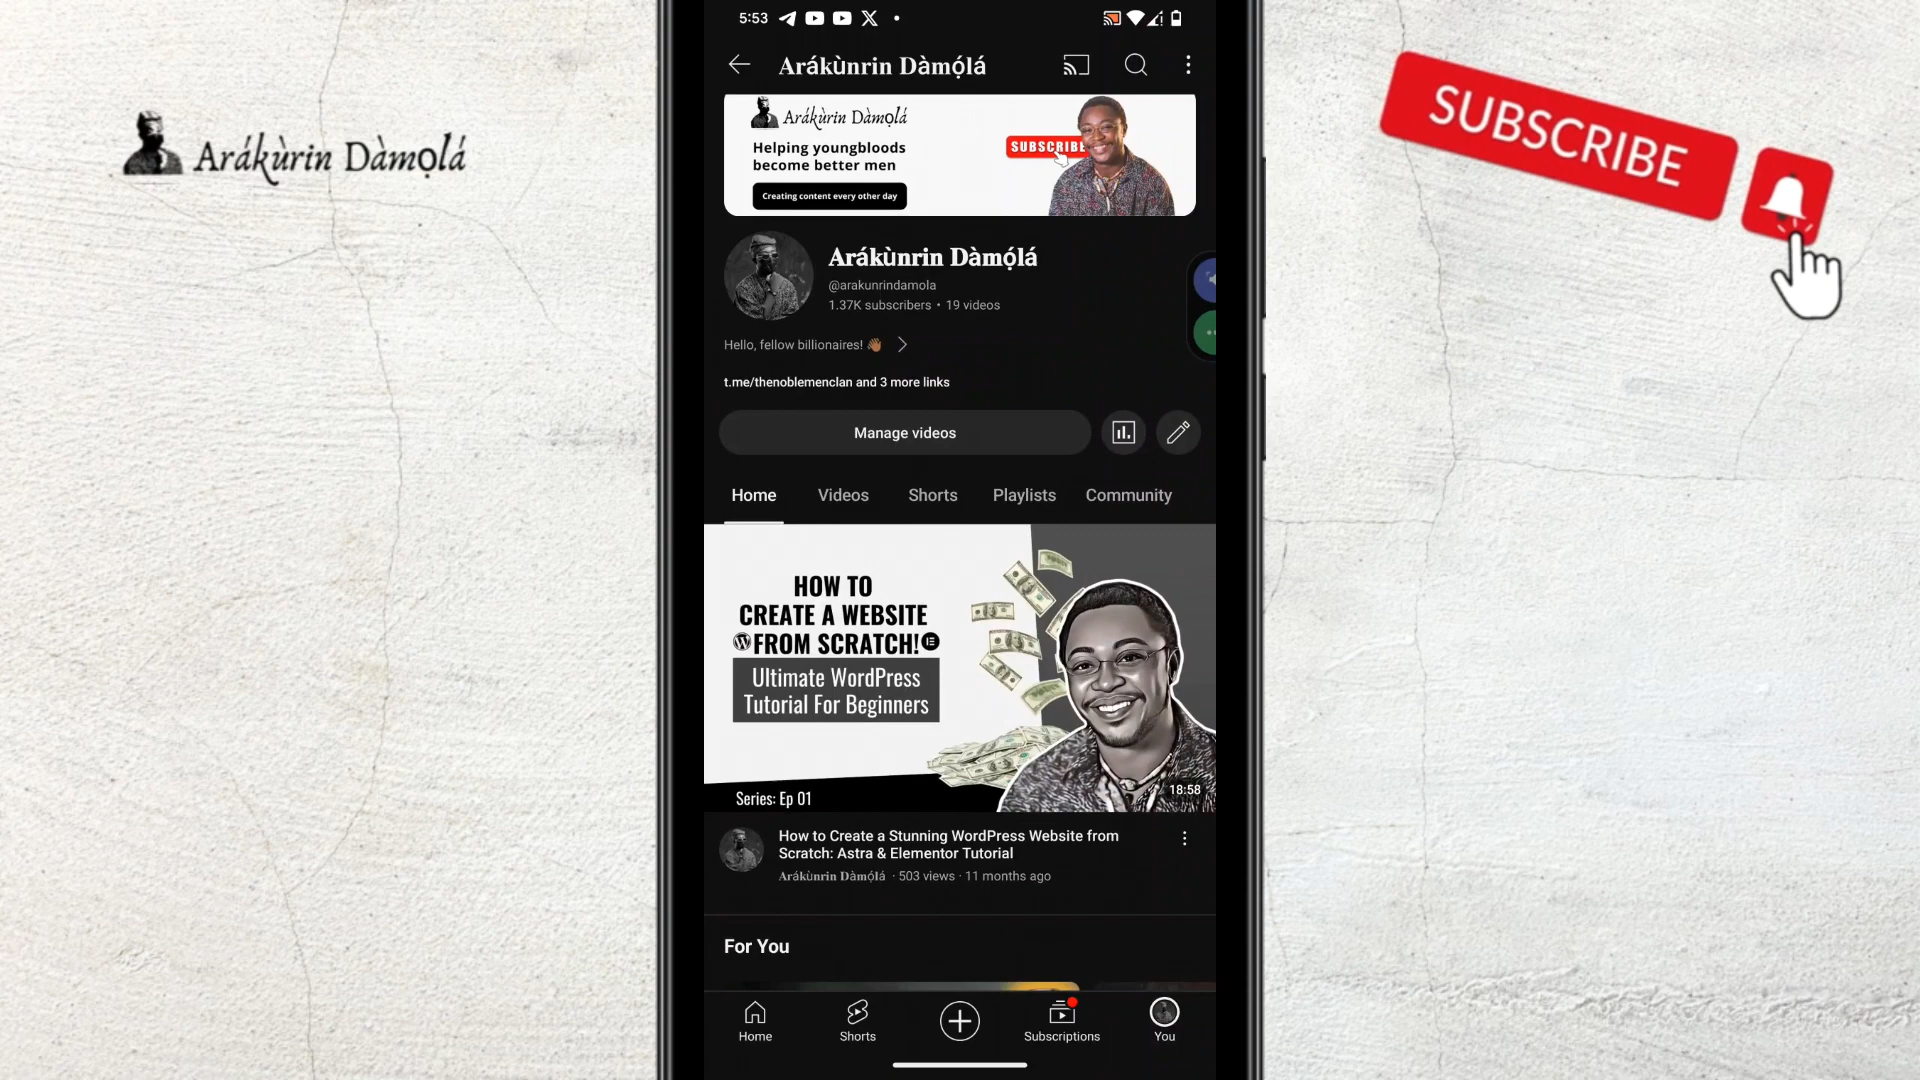 Arákùrin Dàmọlá
SUBSCRIBE
5:53
Arákùnrin Dàmọ́lá
Arákùrin Dàmọlá
Helping youngbloods
become better men
Creating content every other day
SUBSCRIBE
Arákùnrin Dàmọ́lá
@arakunrindamola
1.37K subscribers • 19 videos
Hello, fellow billionaires! 👋🏾
t.me/thenoblemenclan and 3 more links
Manage videos
Home Videos Shorts Playlists Community
HOW TO
CREATE A WEBSITE
FROM SCRATCH!
Ultimate WordPress
Tutorial For Beginners
Series: Ep 01
18:58
How to Create a Stunning WordPress Website from
Scratch: Astra & Elementor Tutorial
Arákùnrin Dàmọ́lá · 503 views · 11 months ago
For You
Home Shorts Subscriptions You